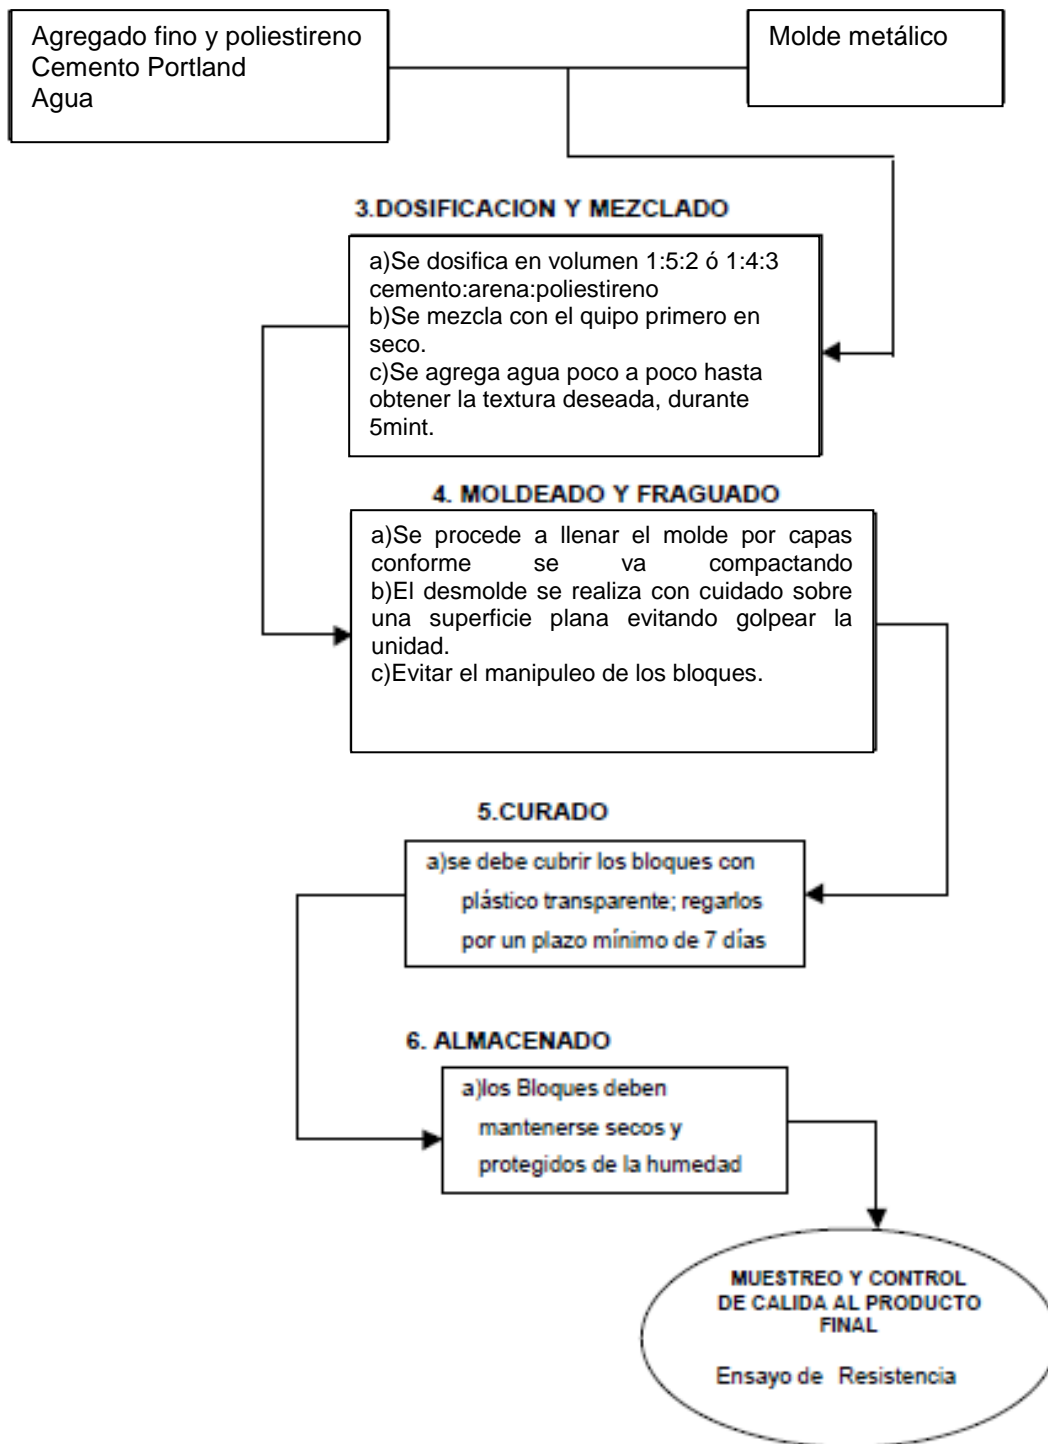 Agregado fino y poliestireno
Cemento Portland
Agua
Molde metálico
3.DOSIFICACION Y MEZCLADO
a)Se dosifica en volumen 1:5:2 ó 1:4:3
cemento:arena:poliestireno
b)Se mezcla con el quipo primero en
seco.
c)Se agrega agua poco a poco hasta
obtener la textura deseada, durante
5mint.
4. MOLDEADO Y FRAGUADO
a)Se procede a llenar el molde por capas
conforme se va compactando
b)El desmolde se realiza con cuidado sobre
una superficie plana evitando golpear la
unidad.
c)Evitar el manipuleo de los bloques.
5.CURADO
a)se debe cubrir los bloques con
plástico transparente; regarlos
por un plazo mínimo de 7 días
6. ALMACENADO
a)los Bloques deben
mantenerse secos y
protegidos de la humedad
MUESTREO Y CONTROL
DE CALIDA AL PRODUCTO
FINAL
Ensayo de Resistencia